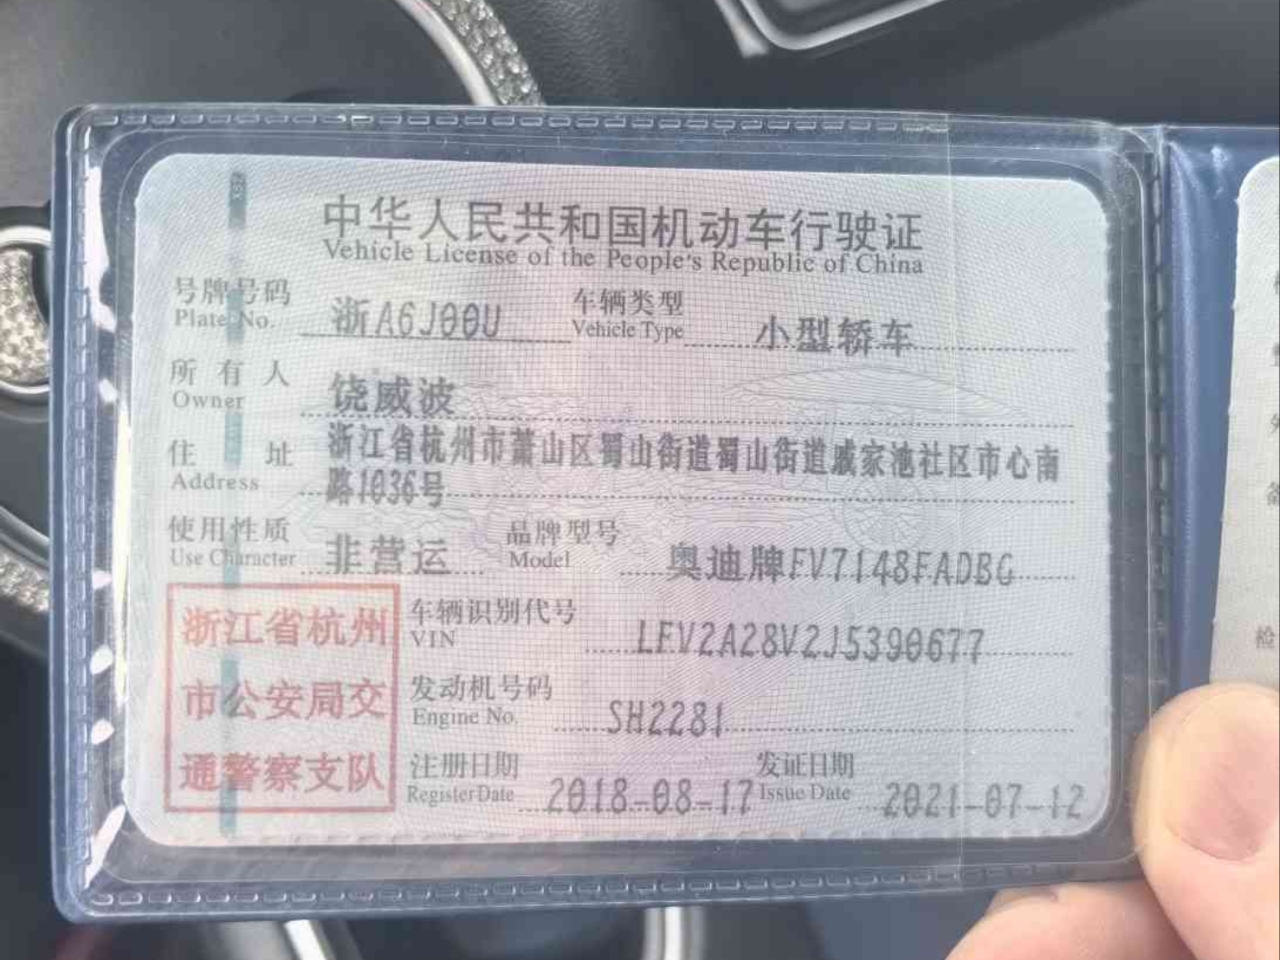 中华人民共和国机动车行驶证
Vehicle License of the People's Republic of China
号牌号码 浙A6J00U 车辆类型 小型轿车
Plate No. Vehicle Type
所有人 饶威波
Owner
住址 浙江省杭州市萧山区蜀山街道蜀山街道戚家池社区市心南
Address 路1036号
使用性质 非营运 品牌型号 奥迪牌FV7148FADBG
Use Character Model
浙江省杭州 车辆识别代号 LFV2A28V2J5390677
VIN
市公安局交 发动机号码 SH2281
Engine No.
通警察支队 注册日期 2018-08-17 发证日期 2021-07-12
Register Date Issue Date
检